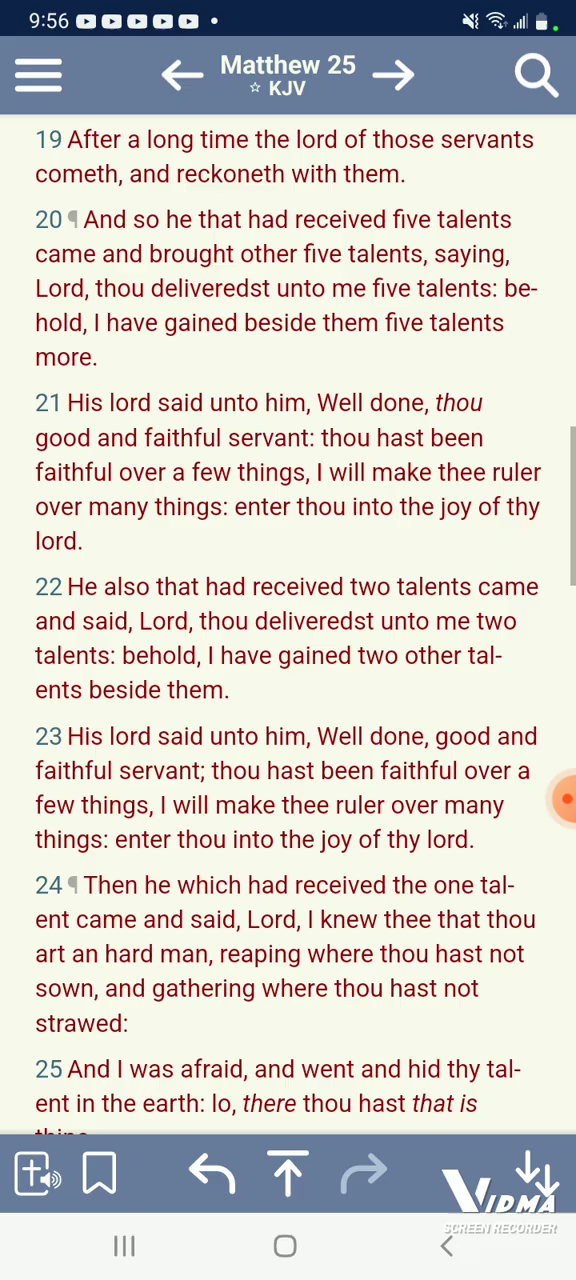 9:56
Matthew 25
☆ KJV
19 After a long time the lord of those servants
cometh, and reckoneth with them.
20 ¶ And so he that had received five talents
came and brought other five talents, saying,
Lord, thou deliveredst unto me five talents: be-
hold, I have gained beside them five talents
more.
21 His lord said unto him, Well done, thou
good and faithful servant: thou hast been
faithful over a few things, I will make thee ruler
over many things: enter thou into the joy of thy
lord.
22 He also that had received two talents came
and said, Lord, thou deliveredst unto me two
talents: behold, I have gained two other tal-
ents beside them.
23 His lord said unto him, Well done, good and
faithful servant; thou hast been faithful over a
few things, I will make thee ruler over many
things: enter thou into the joy of thy lord.
24 ¶ Then he which had received the one tal-
ent came and said, Lord, I knew thee that thou
art an hard man, reaping where thou hast not
sown, and gathering where thou hast not
strawed:
25 And I was afraid, and went and hid thy tal-
ent in the earth: lo, there thou hast that is
VIDMA
SCREEN RECORDER